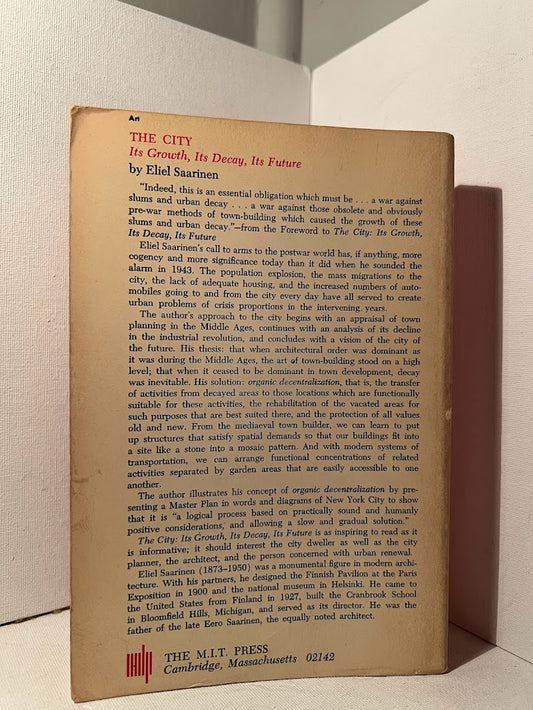 Art
THE CITY
Its Growth, Its Decay, Its Future
by Eliel Saarinen
"Indeed, this is an essential obligation which must be . . . a war against
slums and urban decay . . . a war against those obsolete and obviously
pre-war methods of town-building which caused the growth of these
slums and urban decay."—from the Foreword to The City: Its Growth,
Its Decay, Its Future
Eliel Saarinen's call to arms to the postwar world has, if anything, more
cogency and more significance today than it did when he sounded the
alarm in 1943. The population explosion, the mass migrations to the
city, the lack of adequate housing, and the increased numbers of auto-
mobiles going to and from the city every day have all served to create
urban problems of crisis proportions in the intervening years.
The author's approach to the city begins with an appraisal of town
planning in the Middle Ages, continues with an analysis of its decline
in the industrial revolution, and concludes with a vision of the city of
the future. His thesis: that when architectural order was dominant as
it was during the Middle Ages, the art of town-building stood on a high
level; that when it ceased to be dominant in town development, decay
was inevitable. His solution: organic decentralization, that is, the transfer
of activities from decayed areas to those locations which are functionally
suitable for these activities, the rehabilitation of the vacated areas for
such purposes that are best suited there, and the protection of all values
old and new. From the mediaeval town builder, we can learn to put
up structures that satisfy spatial demands so that our buildings fit into
a site like a stone into a mosaic pattern. And with modern systems of
transportation, we can arrange functional concentrations of related
activities separated by garden areas that are easily accessible to one
another.
The author illustrates his concept of organic decentralization by pre-
senting a Master Plan in words and diagrams of New York City to show
that it is "a logical process based on practically sound and humanly
positive considerations, and allowing a slow and gradual solution."
The City: Its Growth, Its Decay, Its Future is as inspiring to read as it
is informative; it should interest the city dweller as well as the city
planner, the architect, and the person concerned with urban renewal.
Eliel Saarinen (1873–1950) was a monumental figure in modern archi-
tecture. With his partners, he designed the Finnish Pavilion at the Paris
Exposition in 1900 and the national museum in Helsinki. He came to
the United States from Finland in 1927, built the Cranbrook School
in Bloomfield Hills, Michigan, and served as its director. He was the
father of the late Eero Saarinen, the equally noted architect.
THE M.I.T. PRESS
Cambridge, Massachusetts 02142